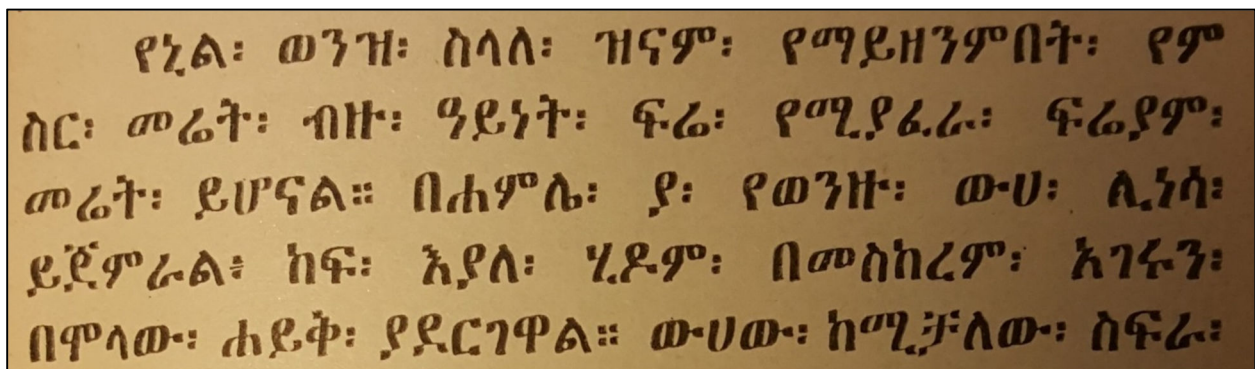 የኒል፡ ወንዝ፡ ስላለ፡ ዝናም፡ የማይዘንምበት፡ የም
ስር፡ መሬት፡ ብዙ፡ ዓይነት፡ ፍሬ፡ የሚያፈራ፡ ፍሬያም፡
መሬት፡ ይሆናል። በሐምሌ፡ ያ፡ የወንዙ፡ ውሀ፡ ሊነሳ፡
ይጀምራል፤ ከፍ፡ እያለ፡ ሂዶም፡ በመስከረም፡ አገሩን፡
በሞላው፡ ሐይቅ፡ ያደርገዋል። ውሀው፡ ከሚቻለው፡ ስፍራ፡